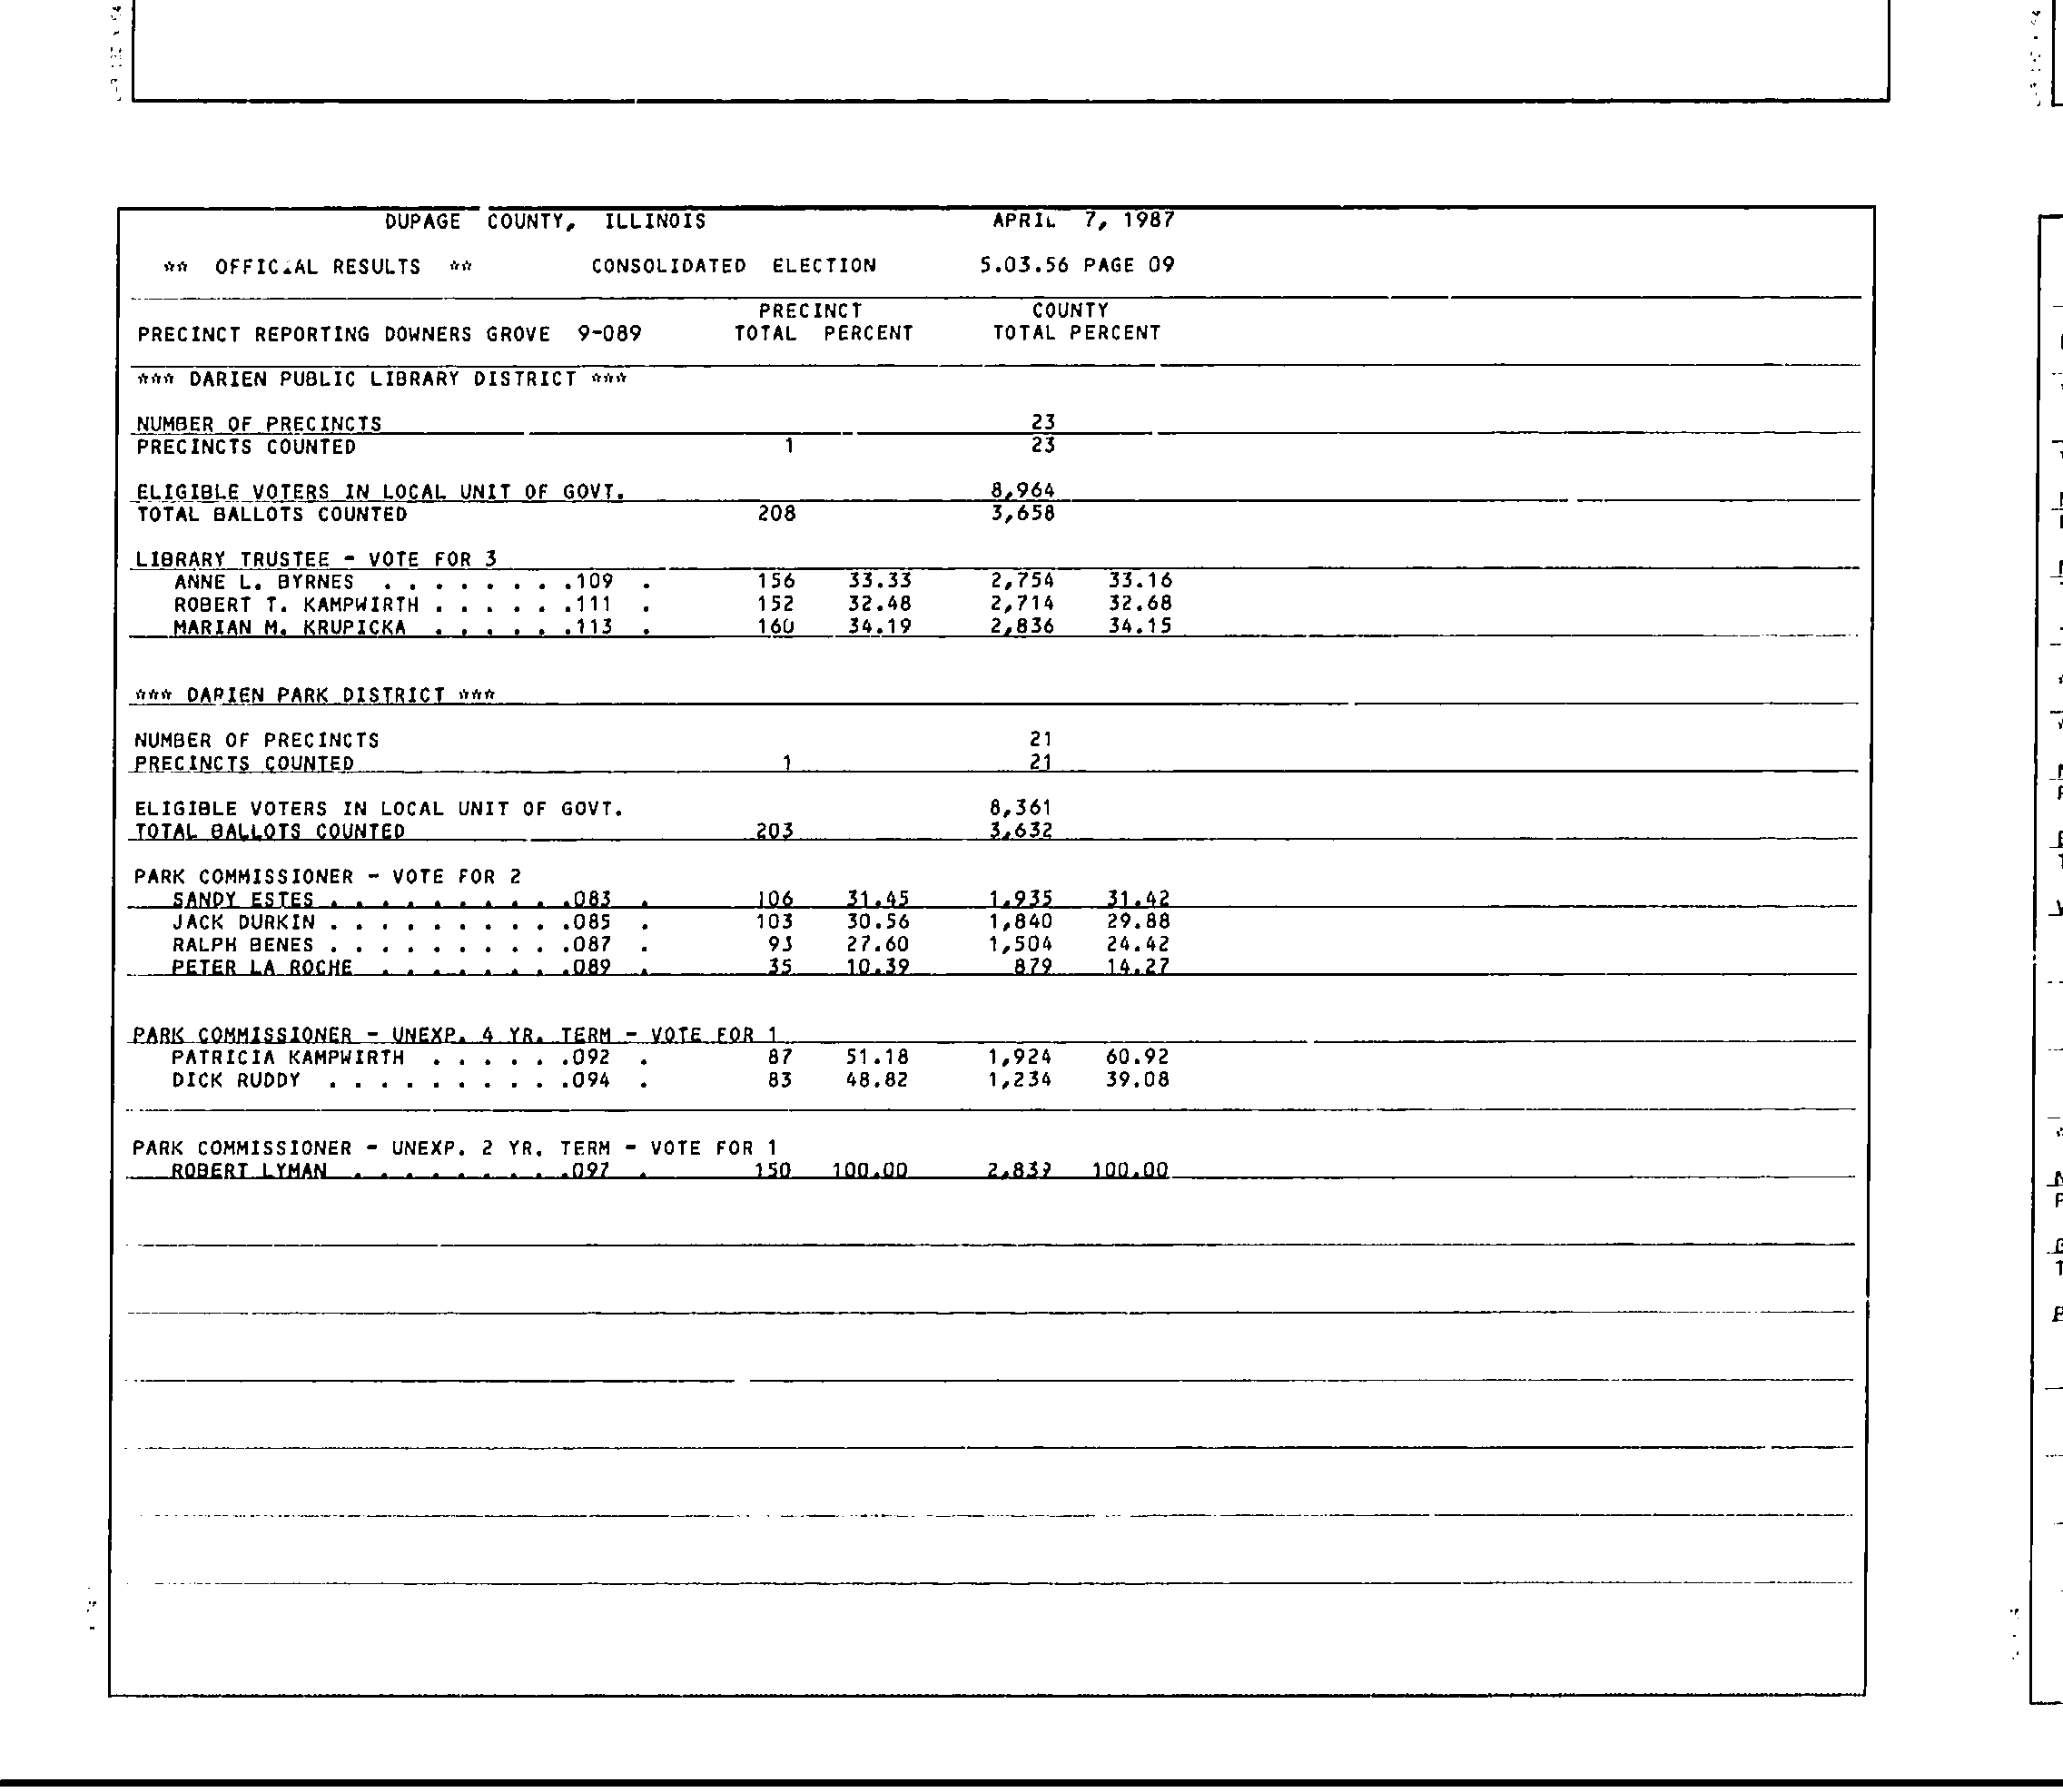 DUPAGE COUNTY, ILLINOIS APRIL 7, 1987
** OFFICIAL RESULTS ** CONSOLIDATED ELECTION 5.03.56 PAGE 09
PRECINCT COUNTY
PRECINCT REPORTING DOWNERS GROVE 9-089 TOTAL PERCENT TOTAL PERCENT
*** DARIEN PUBLIC LIBRARY DISTRICT ***
NUMBER OF PRECINCTS 23
PRECINCTS COUNTED 1 23
ELIGIBLE VOTERS IN LOCAL UNIT OF GOVT. 8,964
TOTAL BALLOTS COUNTED 208 3,658
LIBRARY TRUSTEE - VOTE FOR 3
ANNE L. BYRNES . . . . . . . .109 . 156 33.33 2,754 33.16
ROBERT T. KAMPWIRTH . . . . . .111 . 152 32.48 2,714 32.68
MARIAN M. KRUPICKA . . . . . .113 . 160 34.19 2,836 34.15
*** DARIEN PARK DISTRICT ***
NUMBER OF PRECINCTS 21
PRECINCTS COUNTED 1 21
ELIGIBLE VOTERS IN LOCAL UNIT OF GOVT. 8,361
TOTAL BALLOTS COUNTED 203 3,632
PARK COMMISSIONER - VOTE FOR 2
SANDY ESTES . . . . . . . . . .083 . 106 31.45 1,935 31.42
JACK DURKIN . . . . . . . . . .085 . 103 30.56 1,840 29.88
RALPH BENES . . . . . . . . . .087 . 93 27.60 1,504 24.42
PETER LA ROCHE . . . . . . . .089 . 35 10.39 879 14.27
PARK COMMISSIONER - UNEXP. 4 YR. TERM - VOTE FOR 1
PATRICIA KAMPWIRTH . . . . . .092 . 87 51.18 1,924 60.92
DICK RUDDY . . . . . . . . . .094 . 83 48.82 1,234 39.08
PARK COMMISSIONER - UNEXP. 2 YR. TERM - VOTE FOR 1
ROBERT LYMAN . . . . . . . . .097 . 150 100.00 100.00